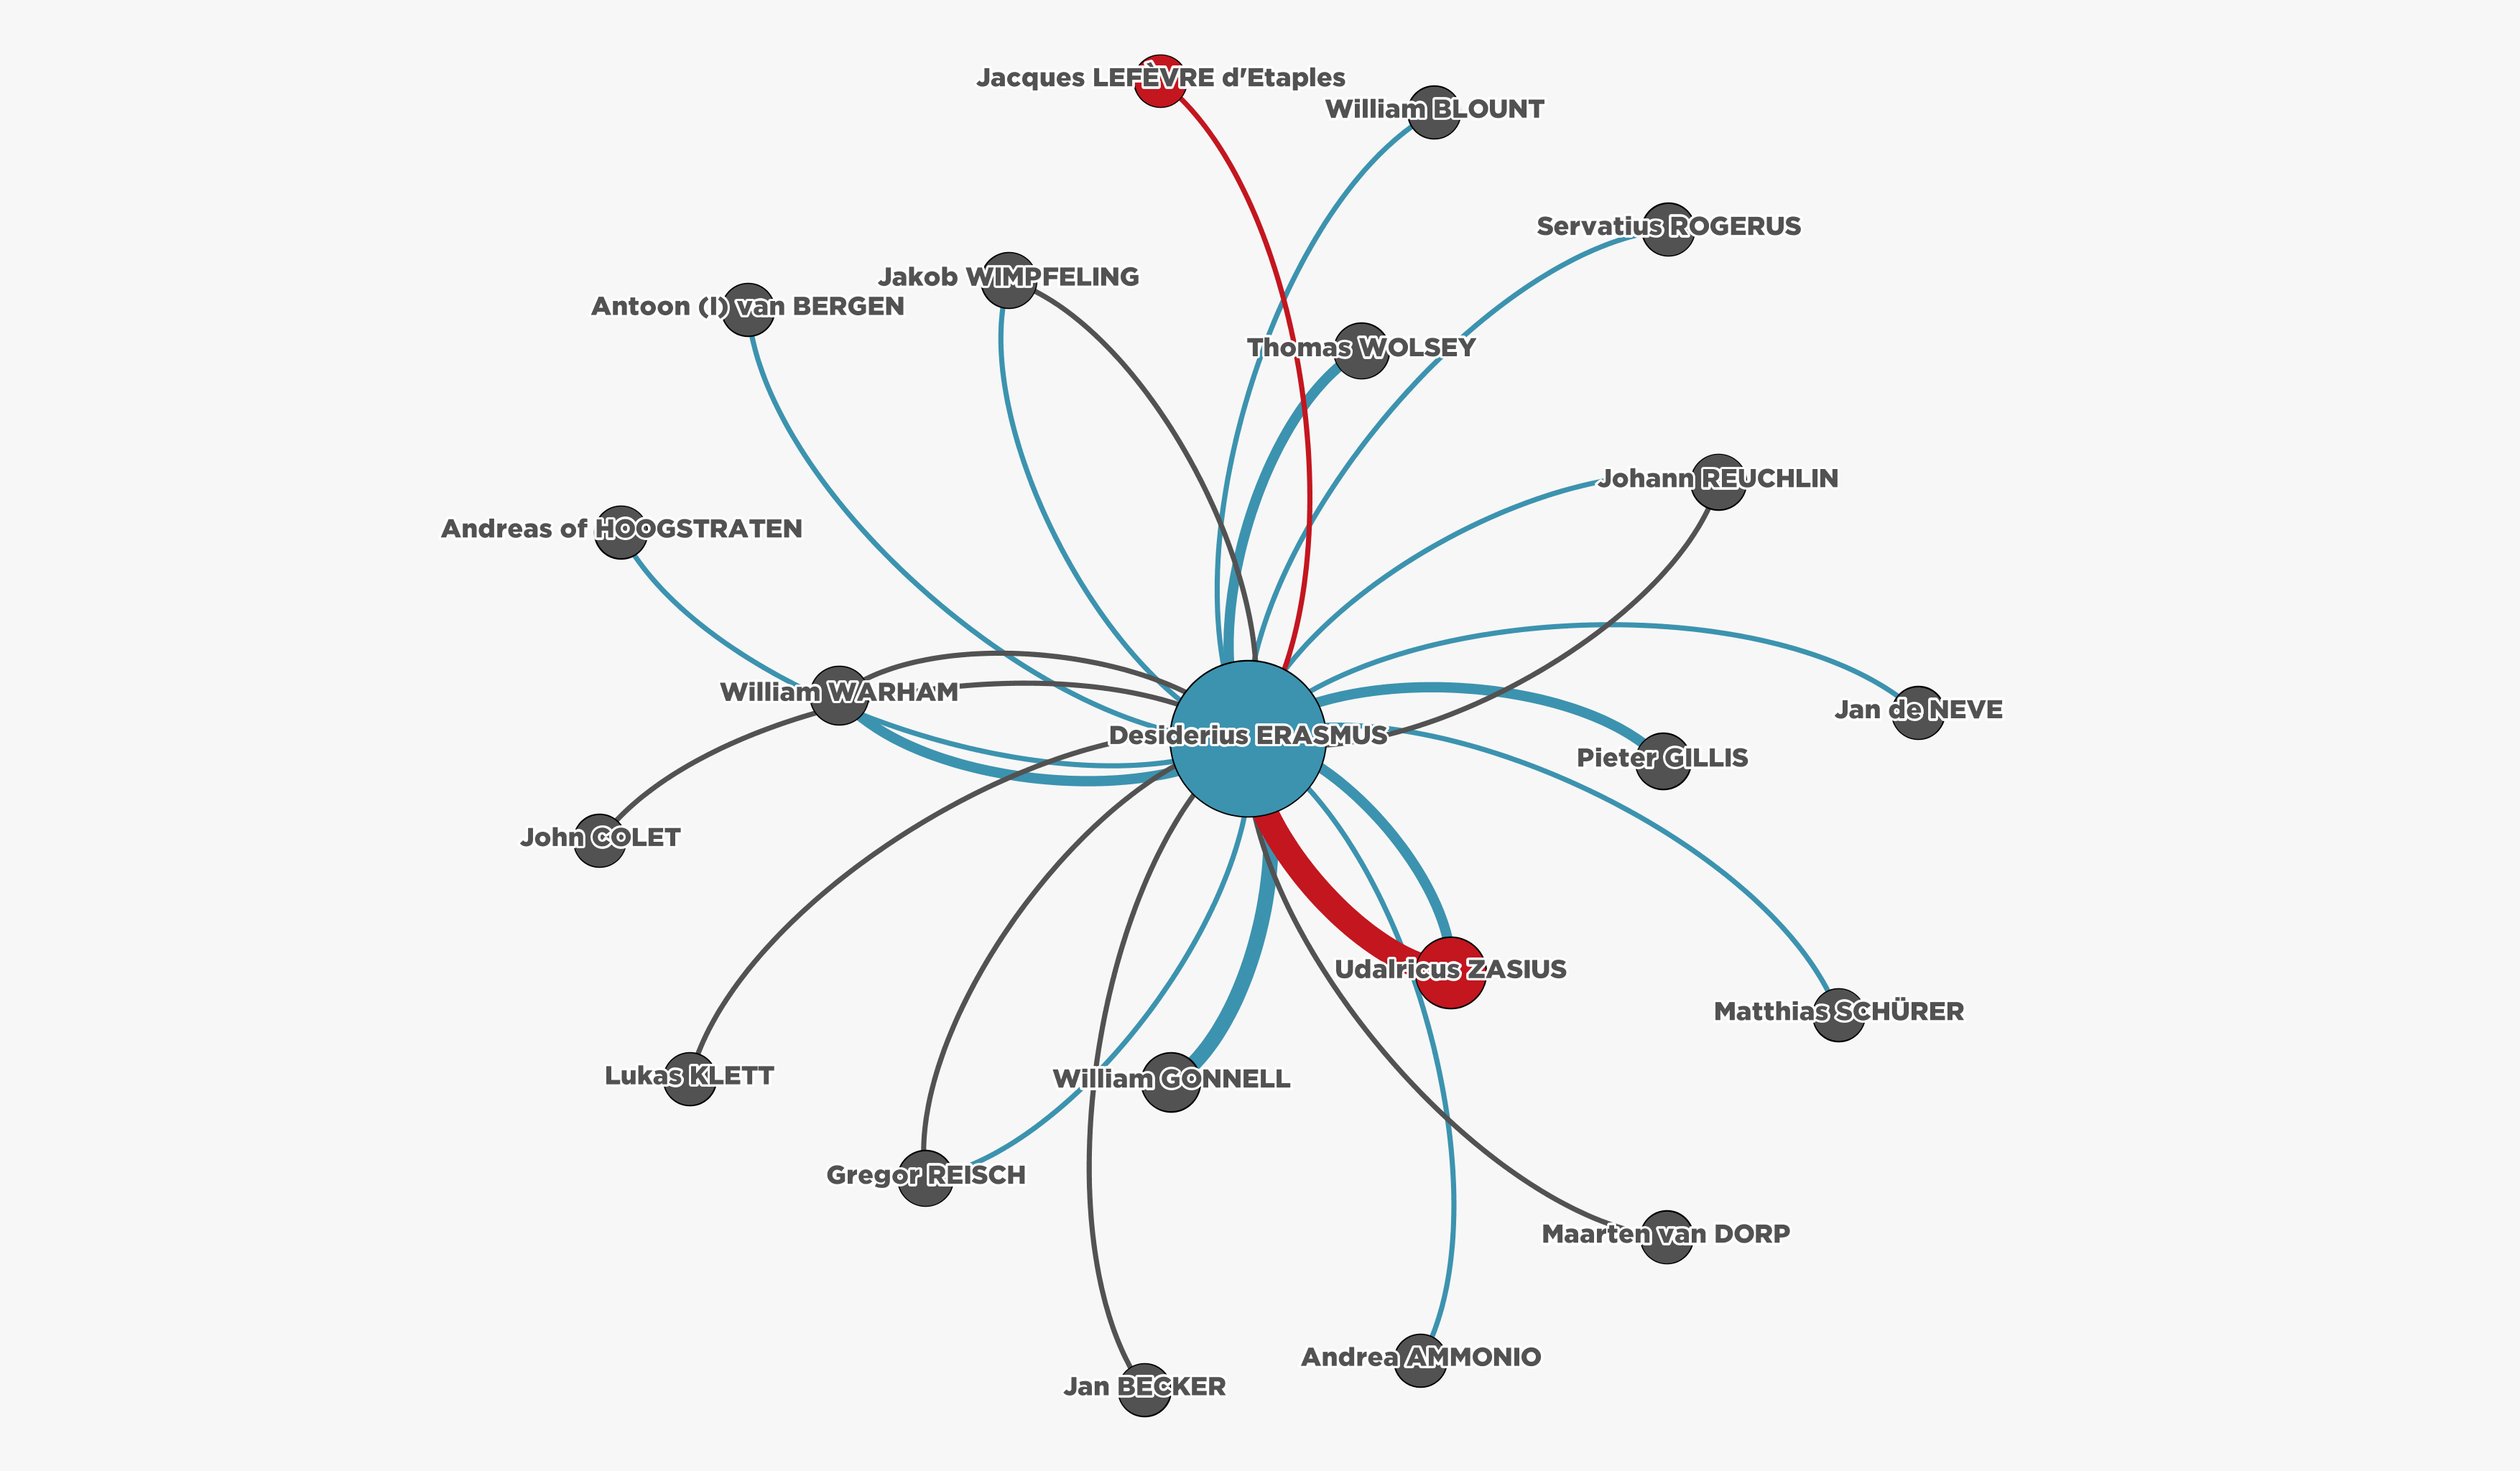 Jacques LEFÈVRE d'Etaples
William BLOUNT
Servatius ROGERUS
Jakob WIMPFELING
Antoon (I) van BERGEN
Thomas WOLSEY
Johann REUCHLIN
Andreas of HOOGSTRATEN
William WARHAM
Jan de NEVE
Desiderius ERASMUS
Pieter GILLIS
John COLET
Udalricus ZASIUS
Matthias SCHÜRER
Lukas KLETT
William GONNELL
Gregor REISCH
Maarten van DORP
Andrea AMMONIO
Jan BECKER